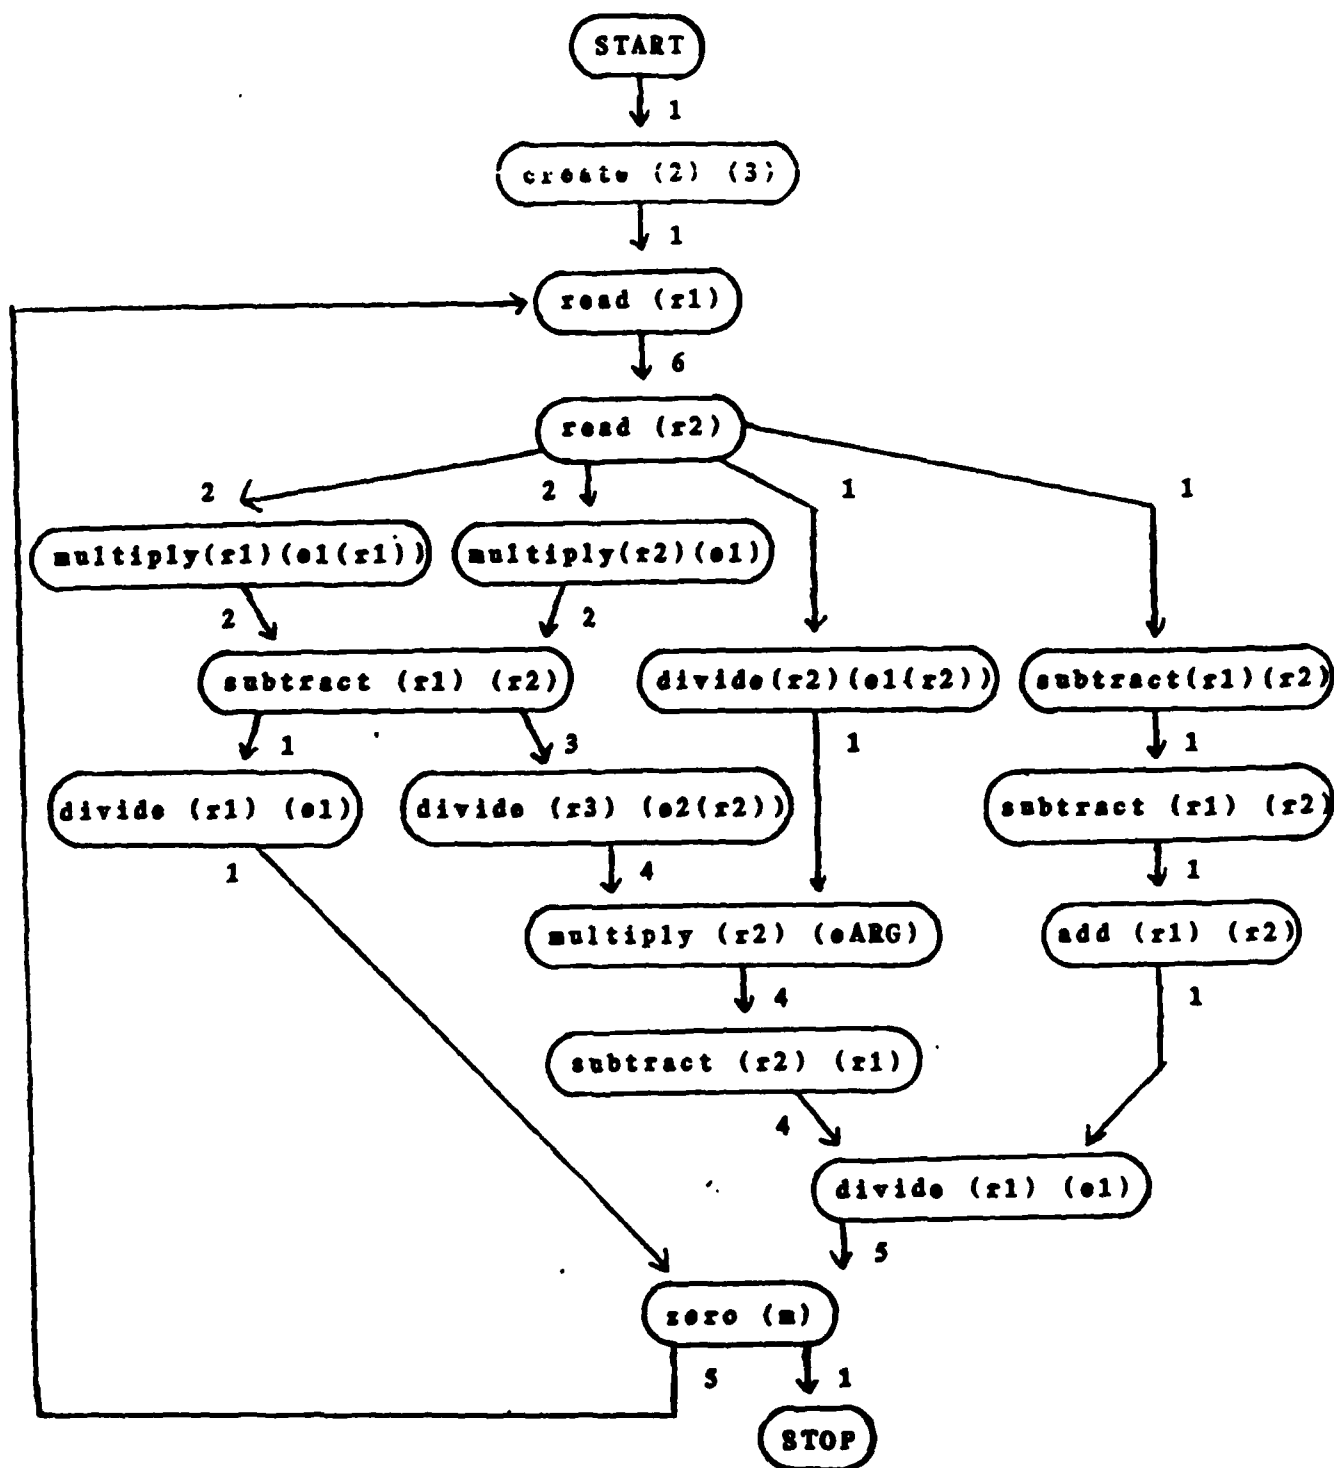 START
1
create (2) (3)
1
read (r1)
6
read (r2)
2 2 1 1
multiply(r1)(e1(r1)) multiply(r2)(e1)
2 2
subtract (r1) (r2) divide(r2)(e1(r2)) subtract(r1)(r2)
1 3 1 1
divide (r1) (e1) divide (r3) (e2(r2)) subtract (r1) (r2)
1 4 1
multiply (r2) (eARG) add (r1) (r2)
4 1
subtract (r2) (r1)
4
divide (r1) (e1)
5
zero (m)
5 1
STOP